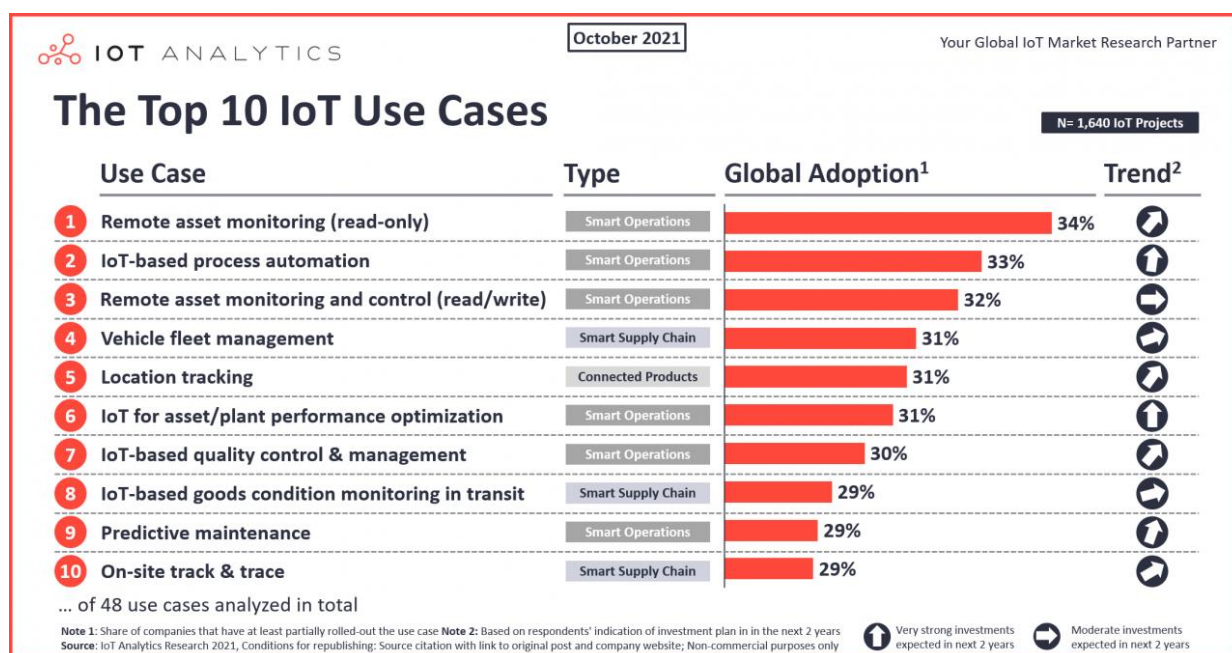 IOT ANALYTICS
October 2021
Your Global IoT Market Research Partner
The Top 10 IoT Use Cases
N= 1,640 IoT Projects
Use Case Type Global Adoption1 Trend2
1 Remote asset monitoring (read-only) Smart Operations 34%
2 IoT-based process automation Smart Operations 33%
3 Remote asset monitoring and control (read/write) Smart Operations 32%
4 Vehicle fleet management Smart Supply Chain 31%
5 Location tracking Connected Products 31%
6 IoT for asset/plant performance optimization Smart Operations 31%
7 IoT-based quality control & management Smart Operations 30%
8 IoT-based goods condition monitoring in transit Smart Supply Chain 29%
9 Predictive maintenance Smart Operations 29%
10 On-site track & trace Smart Supply Chain 29%
... of 48 use cases analyzed in total
Note 1: Share of companies that have at least partially rolled-out the use case Note 2: Based on respondents' indication of investment plan in in the next 2 years
Source: IoT Analytics Research 2021, Conditions for republishing: Source citation with link to original post and company website; Non-commercial purposes only
Very strong investments
expected in next 2 years
Moderate investments
expected in next 2 years